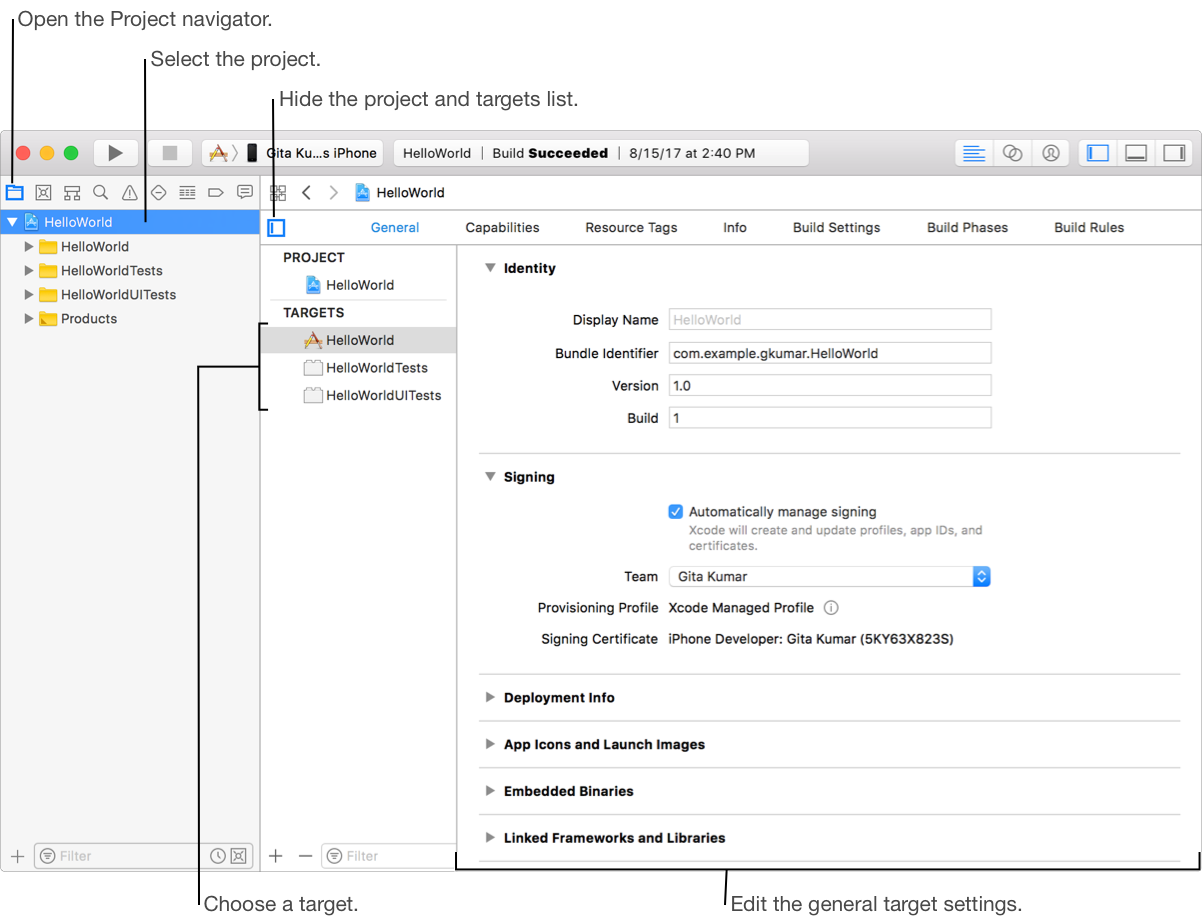 Open the Project navigator.
Select the project.
Hide the project and targets list.
Gita Ku...s iPhone
HelloWorld | Build Succeeded | 8/15/17 at 2:40 PM
HelloWorld
HelloWorld
HelloWorld
HelloWorldTests
HelloWorldUITests
Products
Filter
General Capabilities Resource Tags Info Build Settings Build Phases Build Rules
PROJECT
HelloWorld
TARGETS
HelloWorld
HelloWorldTests
HelloWorldUITests
Filter
Identity
Display Name HelloWorld
Bundle Identifier com.example.gkumar.HelloWorld
Version 1.0
Build 1
Signing
Automatically manage signing
Xcode will create and update profiles, app IDs, and
certificates.
Team Gita Kumar
Provisioning Profile Xcode Managed Profile
Signing Certificate iPhone Developer: Gita Kumar (5KY63X823S)
Deployment Info
App Icons and Launch Images
Embedded Binaries
Linked Frameworks and Libraries
Choose a target.
Edit the general target settings.